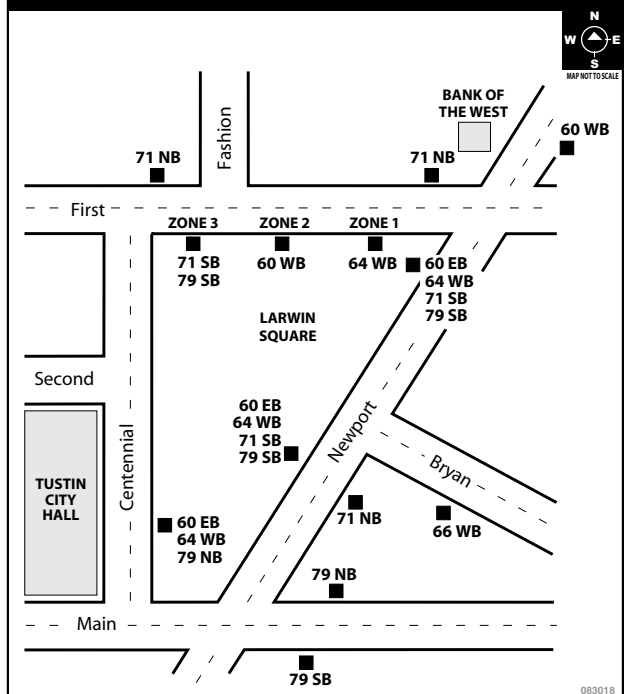 N
W E
S
MAP NOT TO SCALE
BANK OF
THE WEST
60 WB
71 NB
Fashion
71 NB
First
ZONE 3
ZONE 2
ZONE 1
71 SB
79 SB
60 WB
64 WB
60 EB
64 WB
71 SB
79 SB
LARWIN
SQUARE
Second
60 EB
64 WB
71 SB
79 SB
Newport
Bryan
TUSTIN
CITY
HALL
Centennial
60 EB
64 WB
79 NB
71 NB
66 WB
79 NB
Main
79 SB
083018